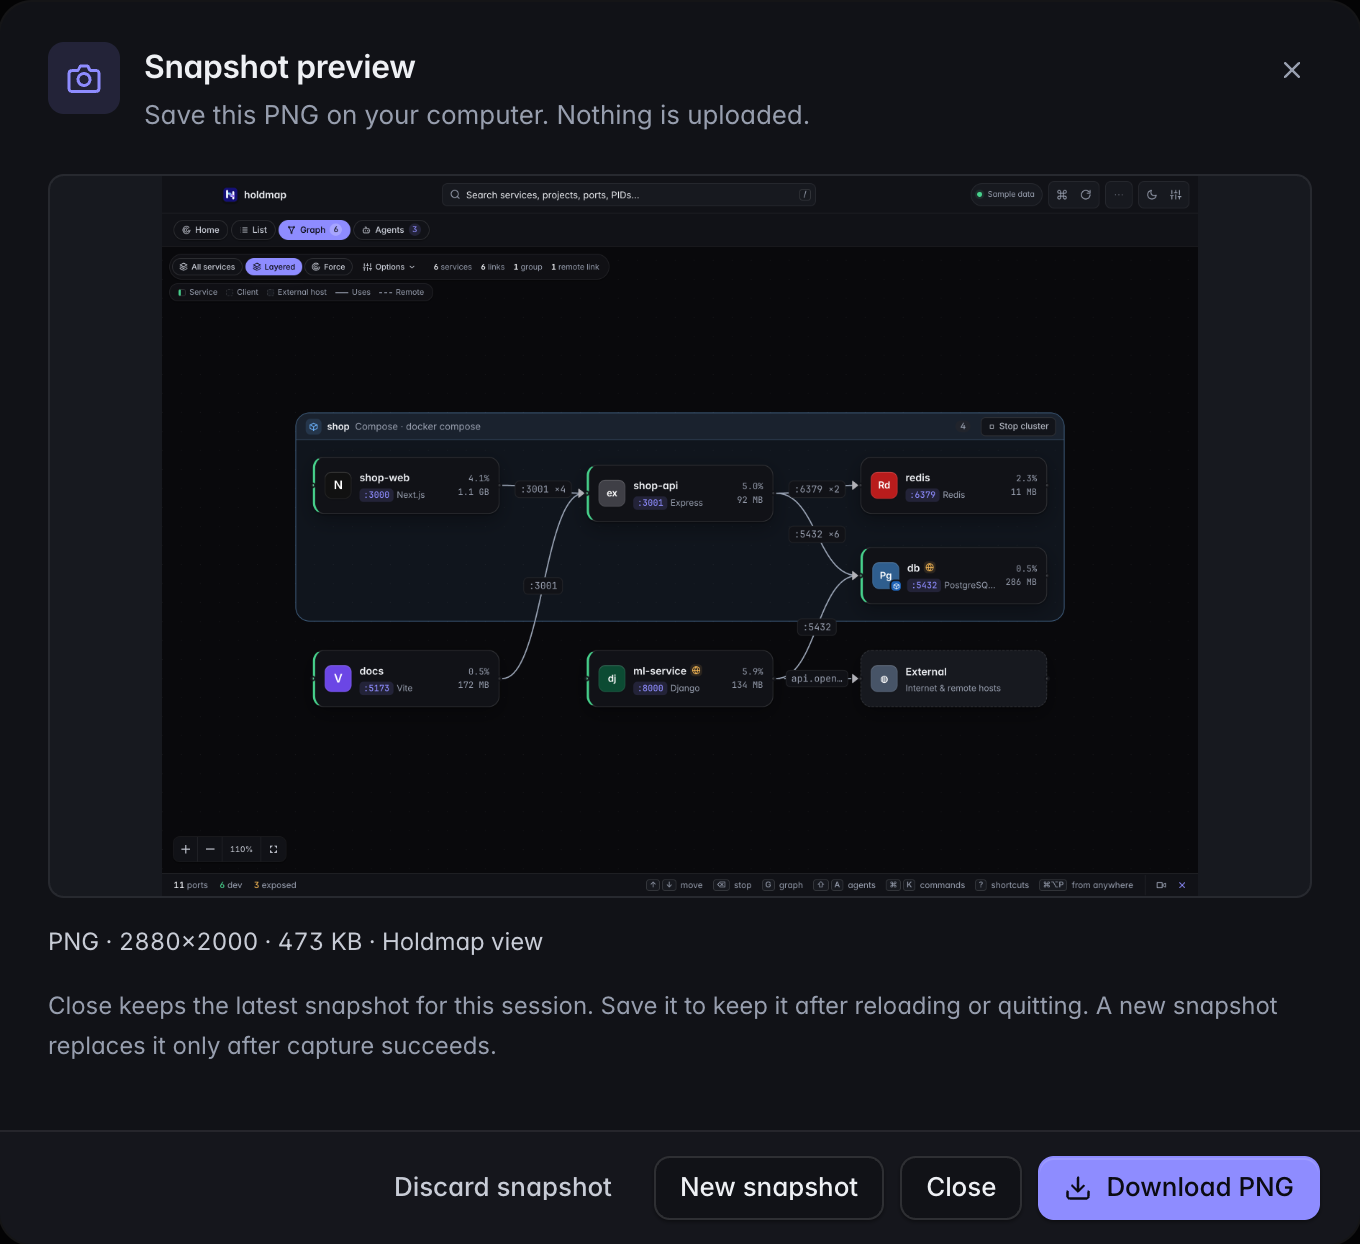 Snapshot preview
Save this PNG on your computer. Nothing is uploaded.
holdmap
Search services, projects, ports, PIDs...
/
Sample data
⌘
Home
List
Graph 6
Agents 3
All services
Layered
Force
Options
6 services 6 links 1 group 1 remote link
Service Client External host Uses Remote
shop Compose · docker compose
4
Stop cluster
N
shop-web
:3000 Next.js
4.1%
1.1 GB
:3001 ×4
ex
shop-api
:3001 Express
5.0%
92 MB
:6379 ×2
Rd
redis
:6379 Redis
2.3%
11 MB
:5432 ×6
Pg
db
:5432 PostgreSQ...
0.5%
286 MB
:3001
:5432
V
docs
:5173 Vite
0.5%
172 MB
dj
ml-service
:8000 Django
5.9%
134 MB
api.open…
External
Internet & remote hosts
+ − 110%
11 ports 6 dev 3 exposed
↑ ↓ move ⌫ stop G graph ⇧ A agents ⌘ K commands ? shortcuts ⌘⌥P from anywhere
PNG · 2880×2000 · 473 KB · Holdmap view
Close keeps the latest snapshot for this session. Save it to keep it after reloading or quitting. A new snapshot
replaces it only after capture succeeds.
Discard snapshot
New snapshot
Close
Download PNG